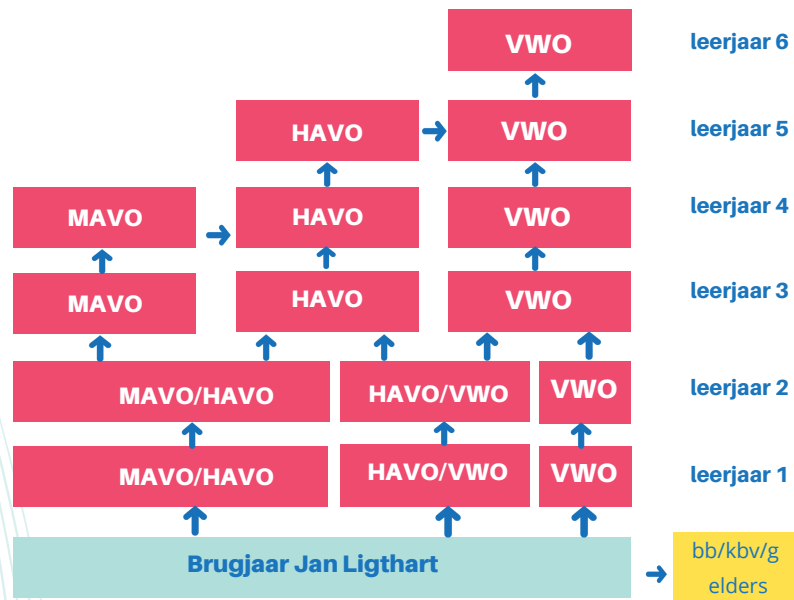 VWO leerjaar 6
HAVO VWO leerjaar 5
MAVO HAVO VWO leerjaar 4
MAVO HAVO VWO leerjaar 3
MAVO/HAVO HAVO/VWO VWO leerjaar 2
MAVO/HAVO HAVO/VWO VWO leerjaar 1
Brugjaar Jan Ligthart
bb/kbv/g
elders